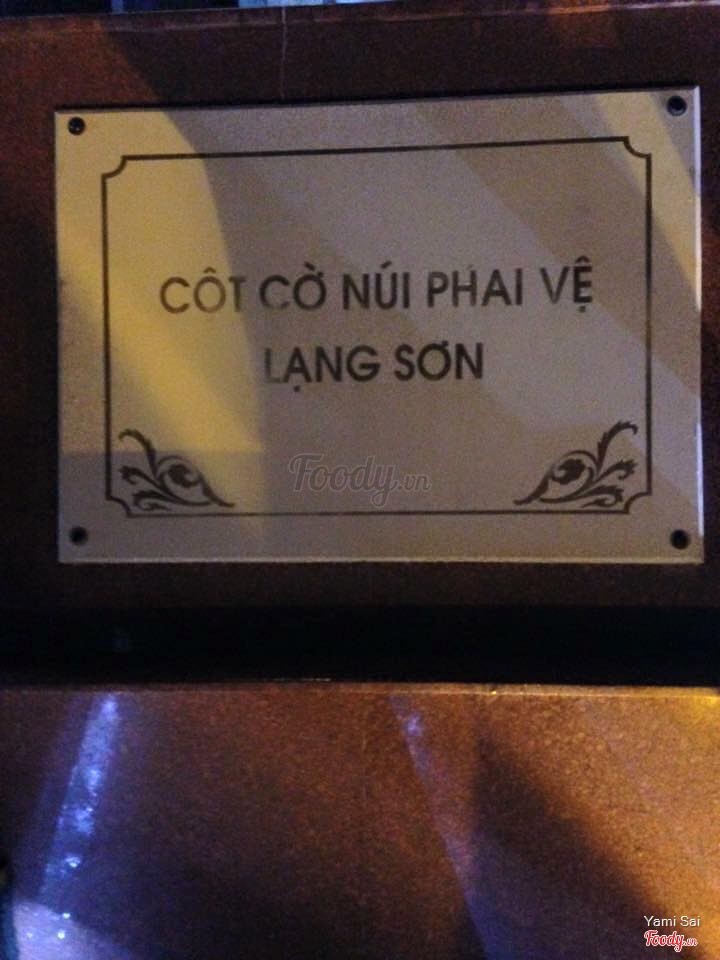 CỘT CỜ NÚI PHAI VỆ
LẠNG SƠN
Foody.vn
Yami Sai
Foody.vn